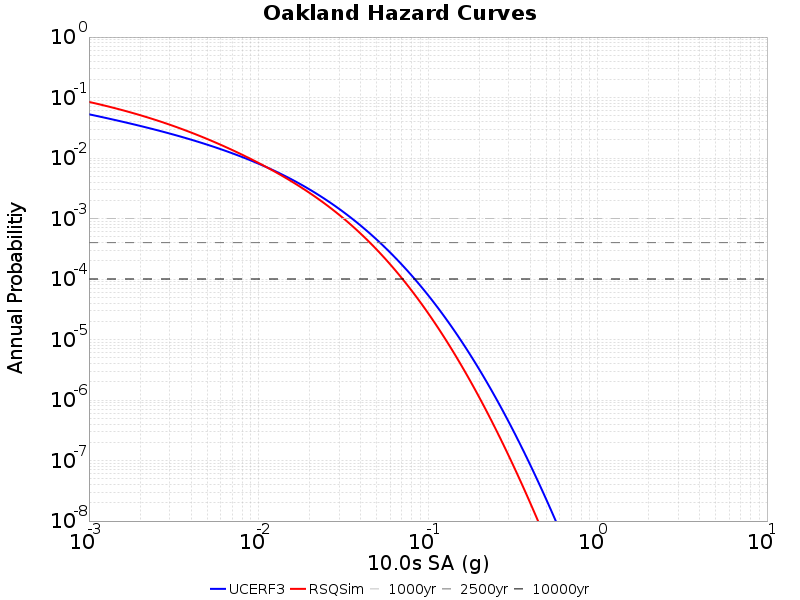 Oakland Hazard Curves
10^0
10^-1
10^-2
10^-3
10^-4
10^-5
10^-6
10^-7
10^-8
Annual Probabilitiy
10^-3 10^-2 10^-1 10^0 10^1
10.0s SA (g)
UCERF3 RSQSim 1000yr 2500yr 10000yr